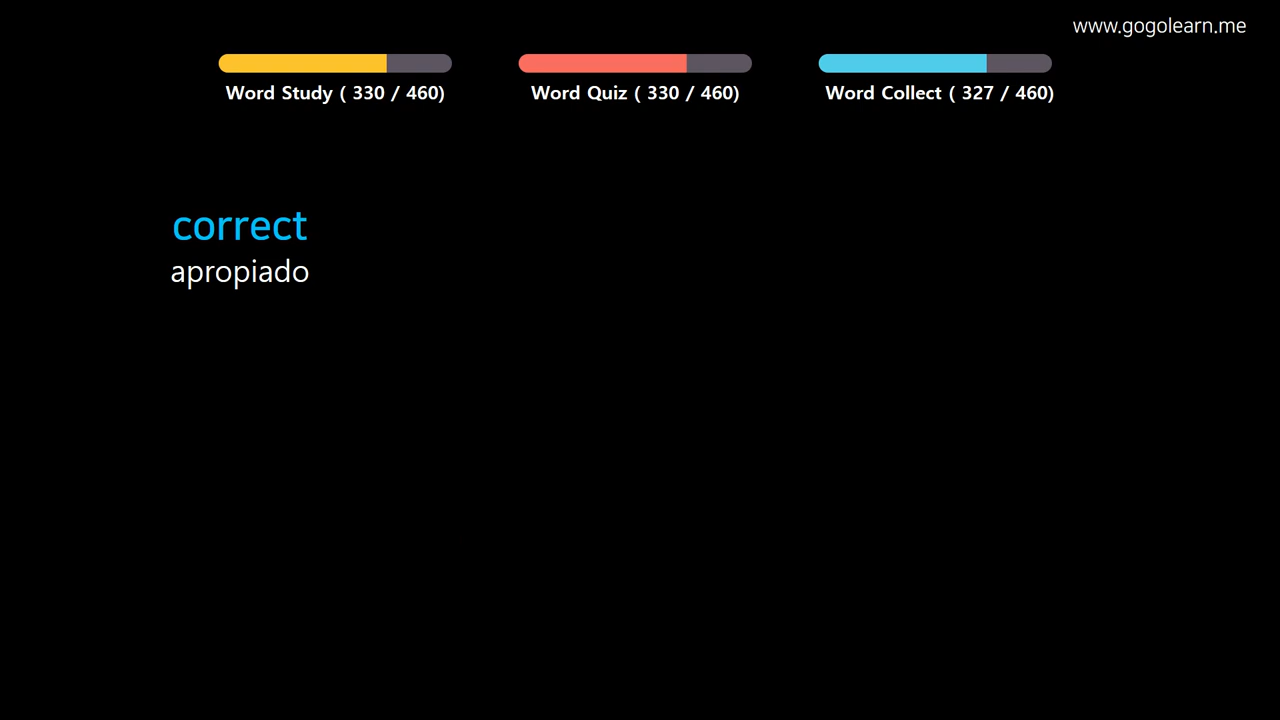 www.gogolearn.me
Word Study ( 330 / 460)
Word Quiz ( 330 / 460)
Word Collect ( 327 / 460)
correct
apropiado